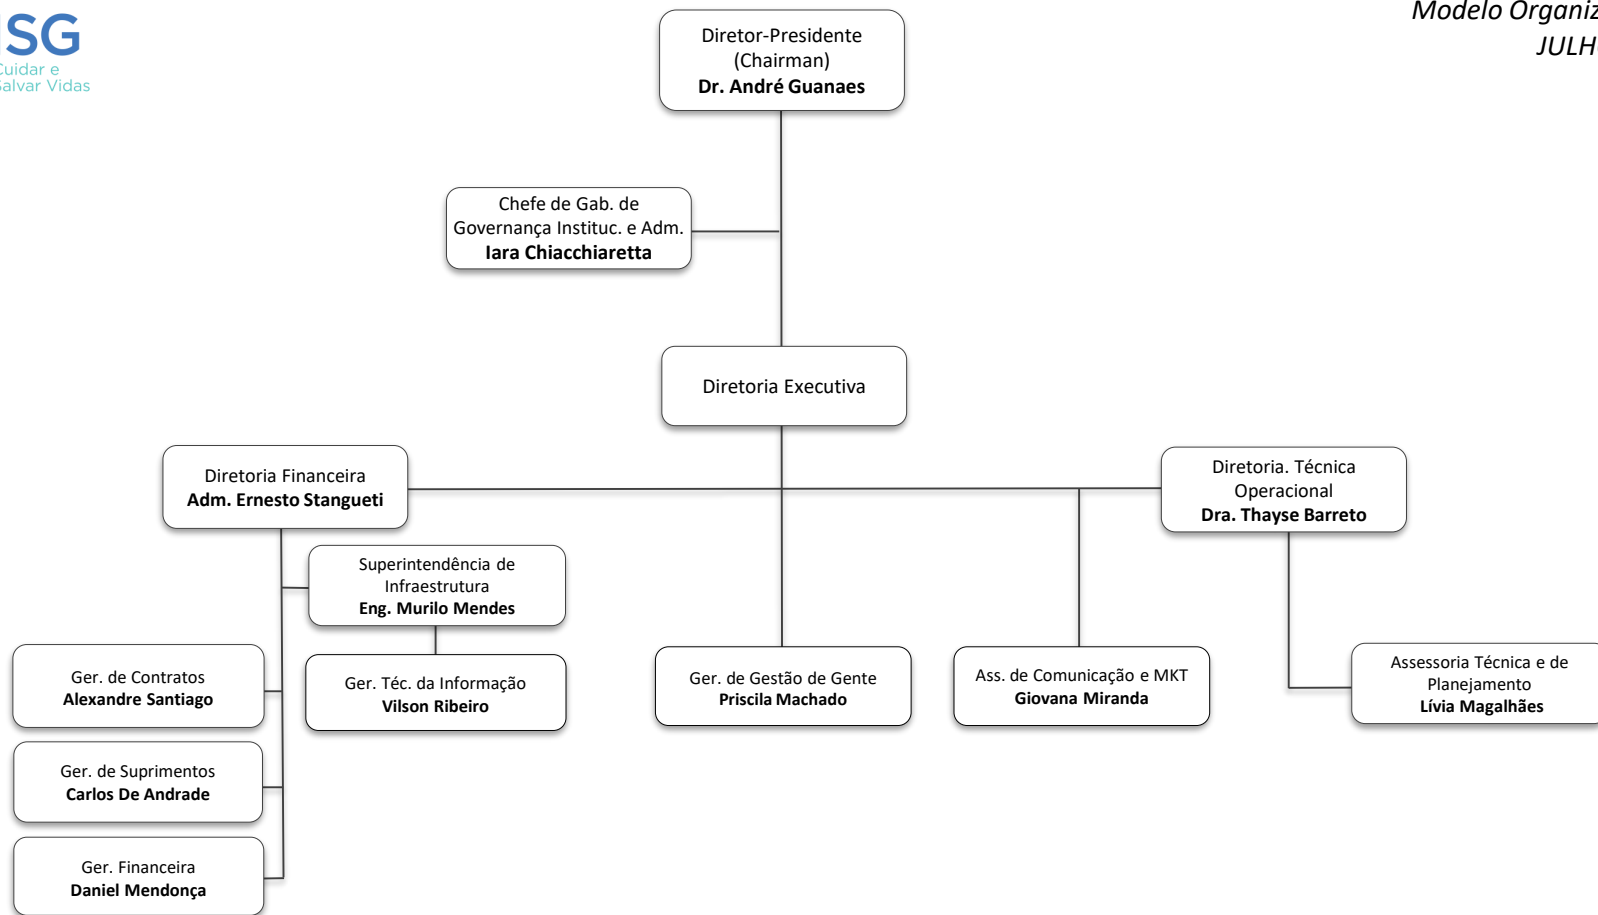 ISG
Cuidar e
Salvar Vidas
Modelo
JULHO
Diretor-Presidente
(Chairman)
Dr. André Guanaes
Chefe de Gab. de
Governança Instituc. e Adm.
Iara Chiacchiaretta
Diretoria Executiva
Diretoria Financeira
Adm. Ernesto Stangueti
Diretoria. Técnica
Operacional
Dra. Thayse Barreto
Superintendência de
Infraestrutura
Eng. Murilo Mendes
Ger. de Contratos
Alexandre Santiago
Ger. Téc. da Informação
Vilson Ribeiro
Ger. de Gestão de Gente
Priscila Machado
Ass. de Comunicação e MKT
Giovana Miranda
Assessoria Técnica e de
Planejamento
Lívia Magalhães
Ger. de Suprimentos
Carlos De Andrade
Ger. Financeira
Daniel Mendonça